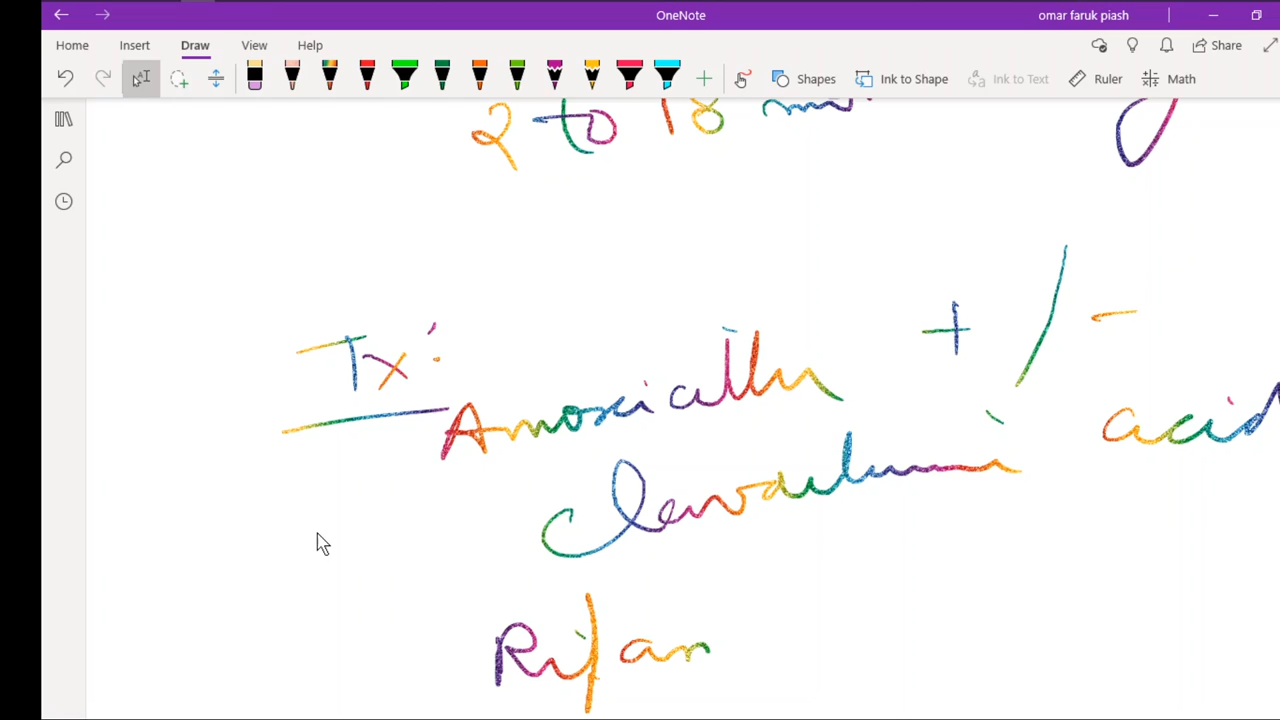 OneNote
omar faruk piash
Home Insert Draw View Help Share
Shapes Ink to Shape Ink to Text Ruler Math
2 to 18
Tx:
Amoxicillin + / -
Clavulanic acid
Rifam